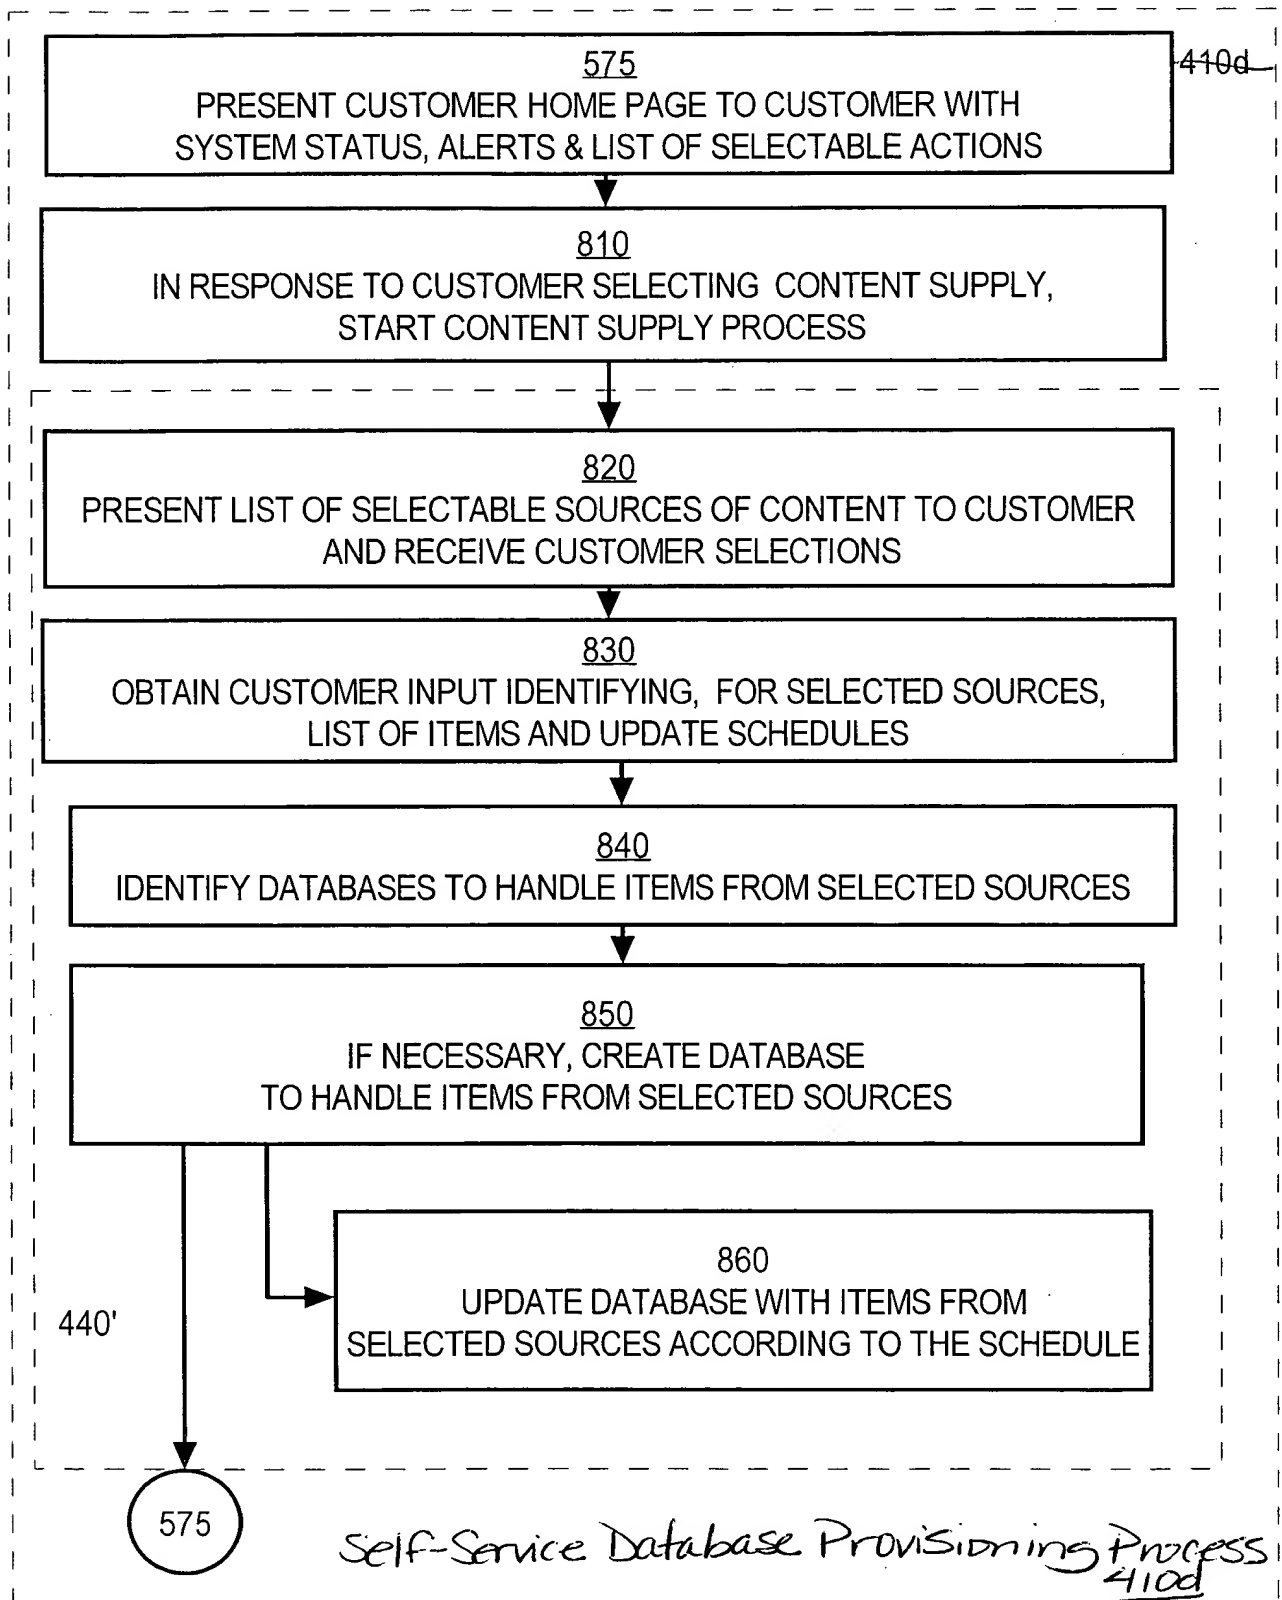 575
PRESENT CUSTOMER HOME PAGE TO CUSTOMER WITH
SYSTEM STATUS, ALERTS & LIST OF SELECTABLE ACTIONS
410d
810
IN RESPONSE TO CUSTOMER SELECTING CONTENT SUPPLY,
START CONTENT SUPPLY PROCESS
820
PRESENT LIST OF SELECTABLE SOURCES OF CONTENT TO CUSTOMER
AND RECEIVE CUSTOMER SELECTIONS
830
OBTAIN CUSTOMER INPUT IDENTIFYING, FOR SELECTED SOURCES,
LIST OF ITEMS AND UPDATE SCHEDULES
840
IDENTIFY DATABASES TO HANDLE ITEMS FROM SELECTED SOURCES
850
IF NECESSARY, CREATE DATABASE
TO HANDLE ITEMS FROM SELECTED SOURCES
860
UPDATE DATABASE WITH ITEMS FROM
SELECTED SOURCES ACCORDING TO THE SCHEDULE
440'
575
Self-Service Database Provisioning Process
410d